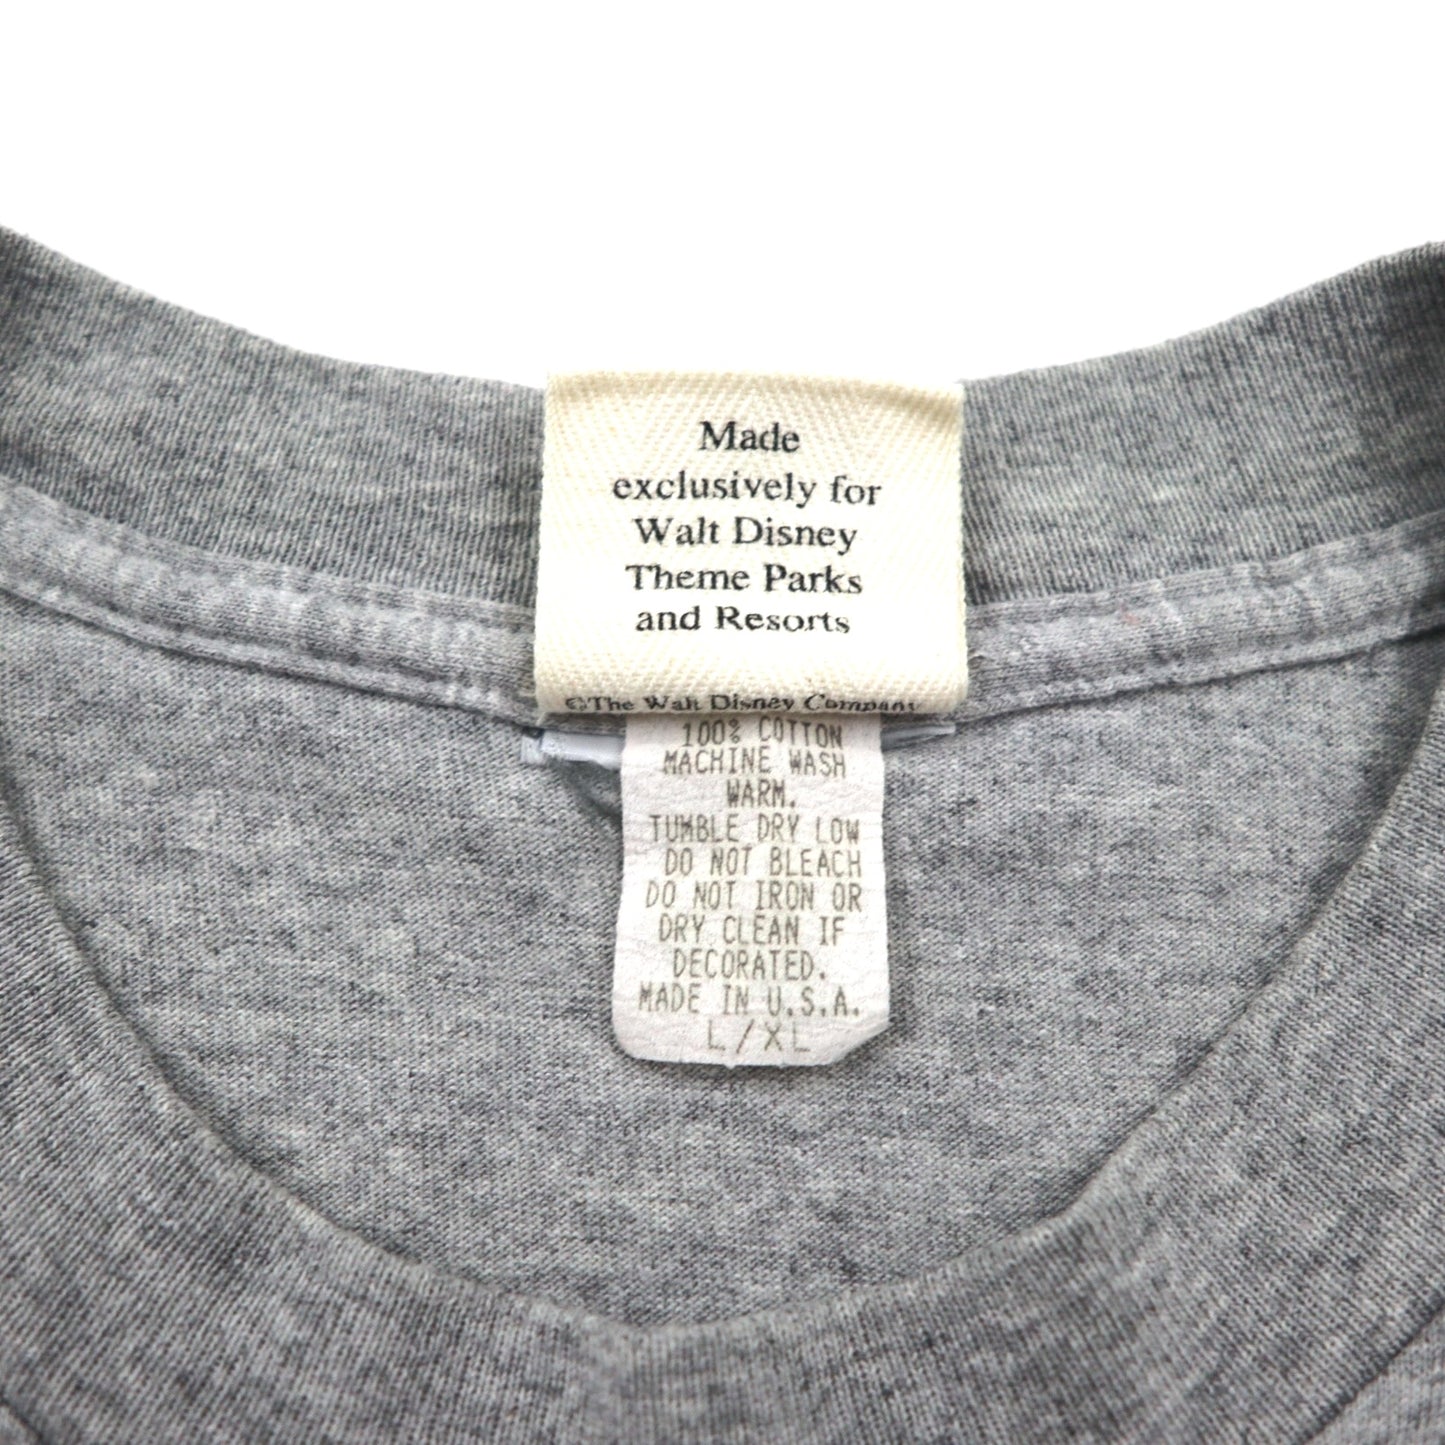 Made
exclusively for
Walt Disney
Theme Parks
and Resorts
©The Walt Disney Company
100% COTTON
MACHINE WASH
WARM.
TUMBLE DRY LOW
DO NOT BLEACH
DO NOT IRON OR
DRY CLEAN IF
DECORATED.
MADE IN U.S.A.
L/XL